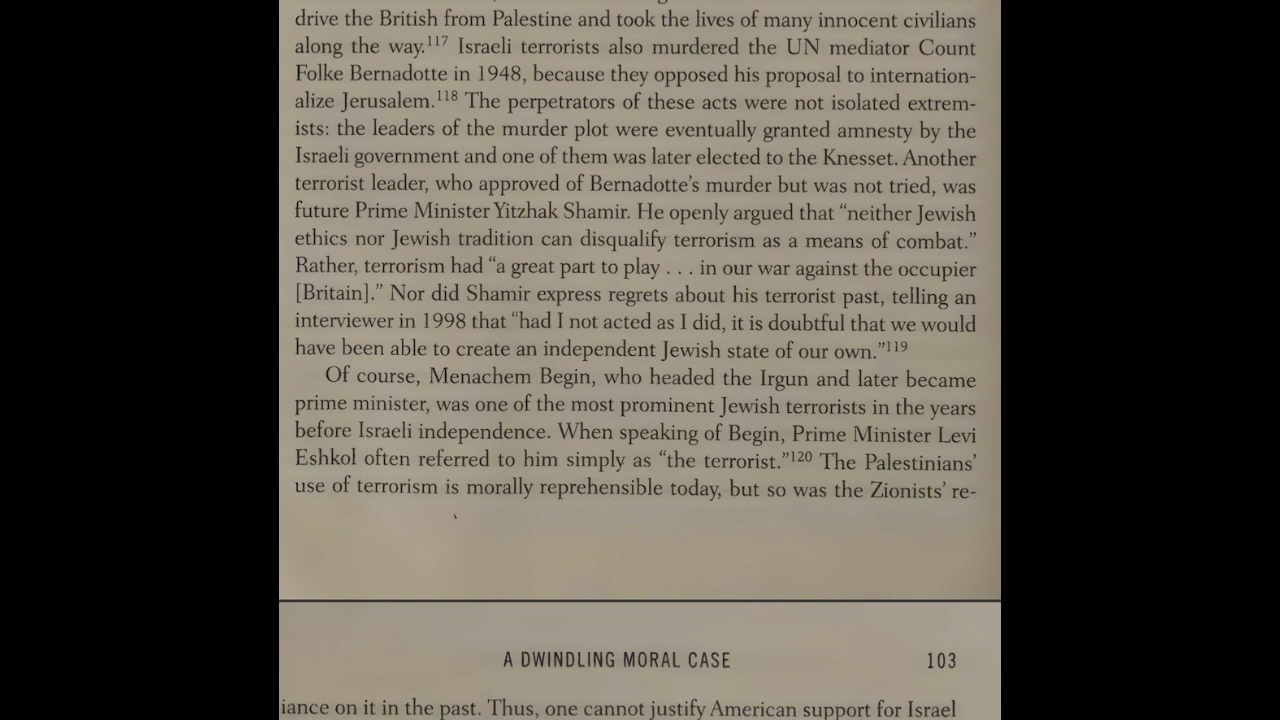 drive the British from Palestine and took the lives of many innocent civilians
along the way.117 Israeli terrorists also murdered the UN mediator Count
Folke Bernadotte in 1948, because they opposed his proposal to internation-
alize Jerusalem.118 The perpetrators of these acts were not isolated extrem-
ists: the leaders of the murder plot were eventually granted amnesty by the
Israeli government and one of them was later elected to the Knesset. Another
terrorist leader, who approved of Bernadotte's murder but was not tried, was
future Prime Minister Yitzhak Shamir. He openly argued that “neither Jewish
ethics nor Jewish tradition can disqualify terrorism as a means of combat.”
Rather, terrorism had “a great part to play . . . in our war against the occupier
[Britain].” Nor did Shamir express regrets about his terrorist past, telling an
interviewer in 1998 that “had I not acted as I did, it is doubtful that we would
have been able to create an independent Jewish state of our own.”119
Of course, Menachem Begin, who headed the Irgun and later became
prime minister, was one of the most prominent Jewish terrorists in the years
before Israeli independence. When speaking of Begin, Prime Minister Levi
Eshkol often referred to him simply as “the terrorist.”120 The Palestinians’
use of terrorism is morally reprehensible today, but so was the Zionists’ re-
A DWINDLING MORAL CASE 103
iance on it in the past. Thus, one cannot justify American support for Israel